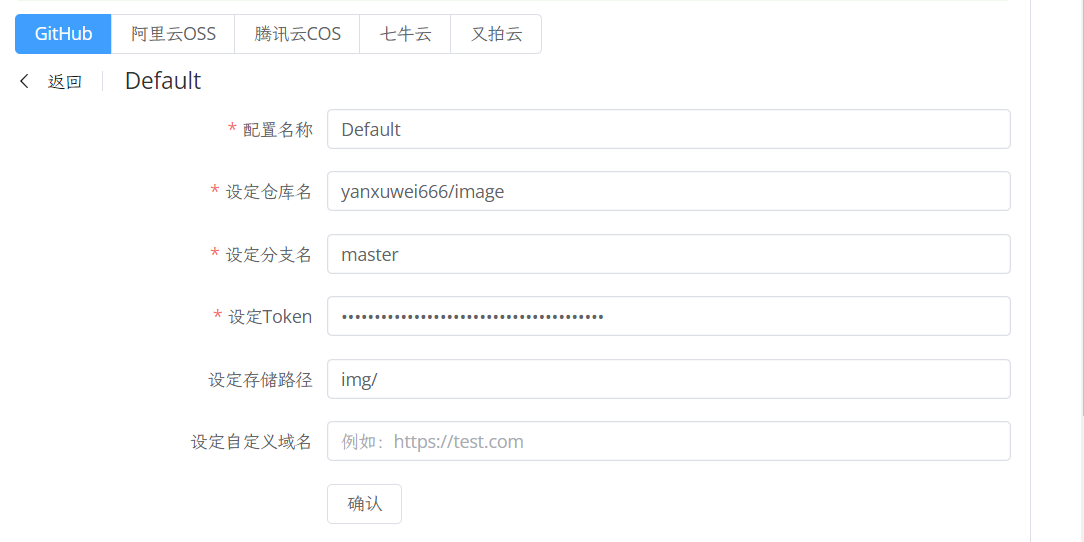 GitHub 阿里云OSS 腾讯云COS 七牛云 又拍云
返回 Default
* 配置名称 Default
* 设定仓库名 yanxuwei666/image
* 设定分支名 master
* 设定Token ••••••••••••••••••••••••••••••••••••••••
设定存储路径 img/
设定自定义域名 例如：https://test.com
确认